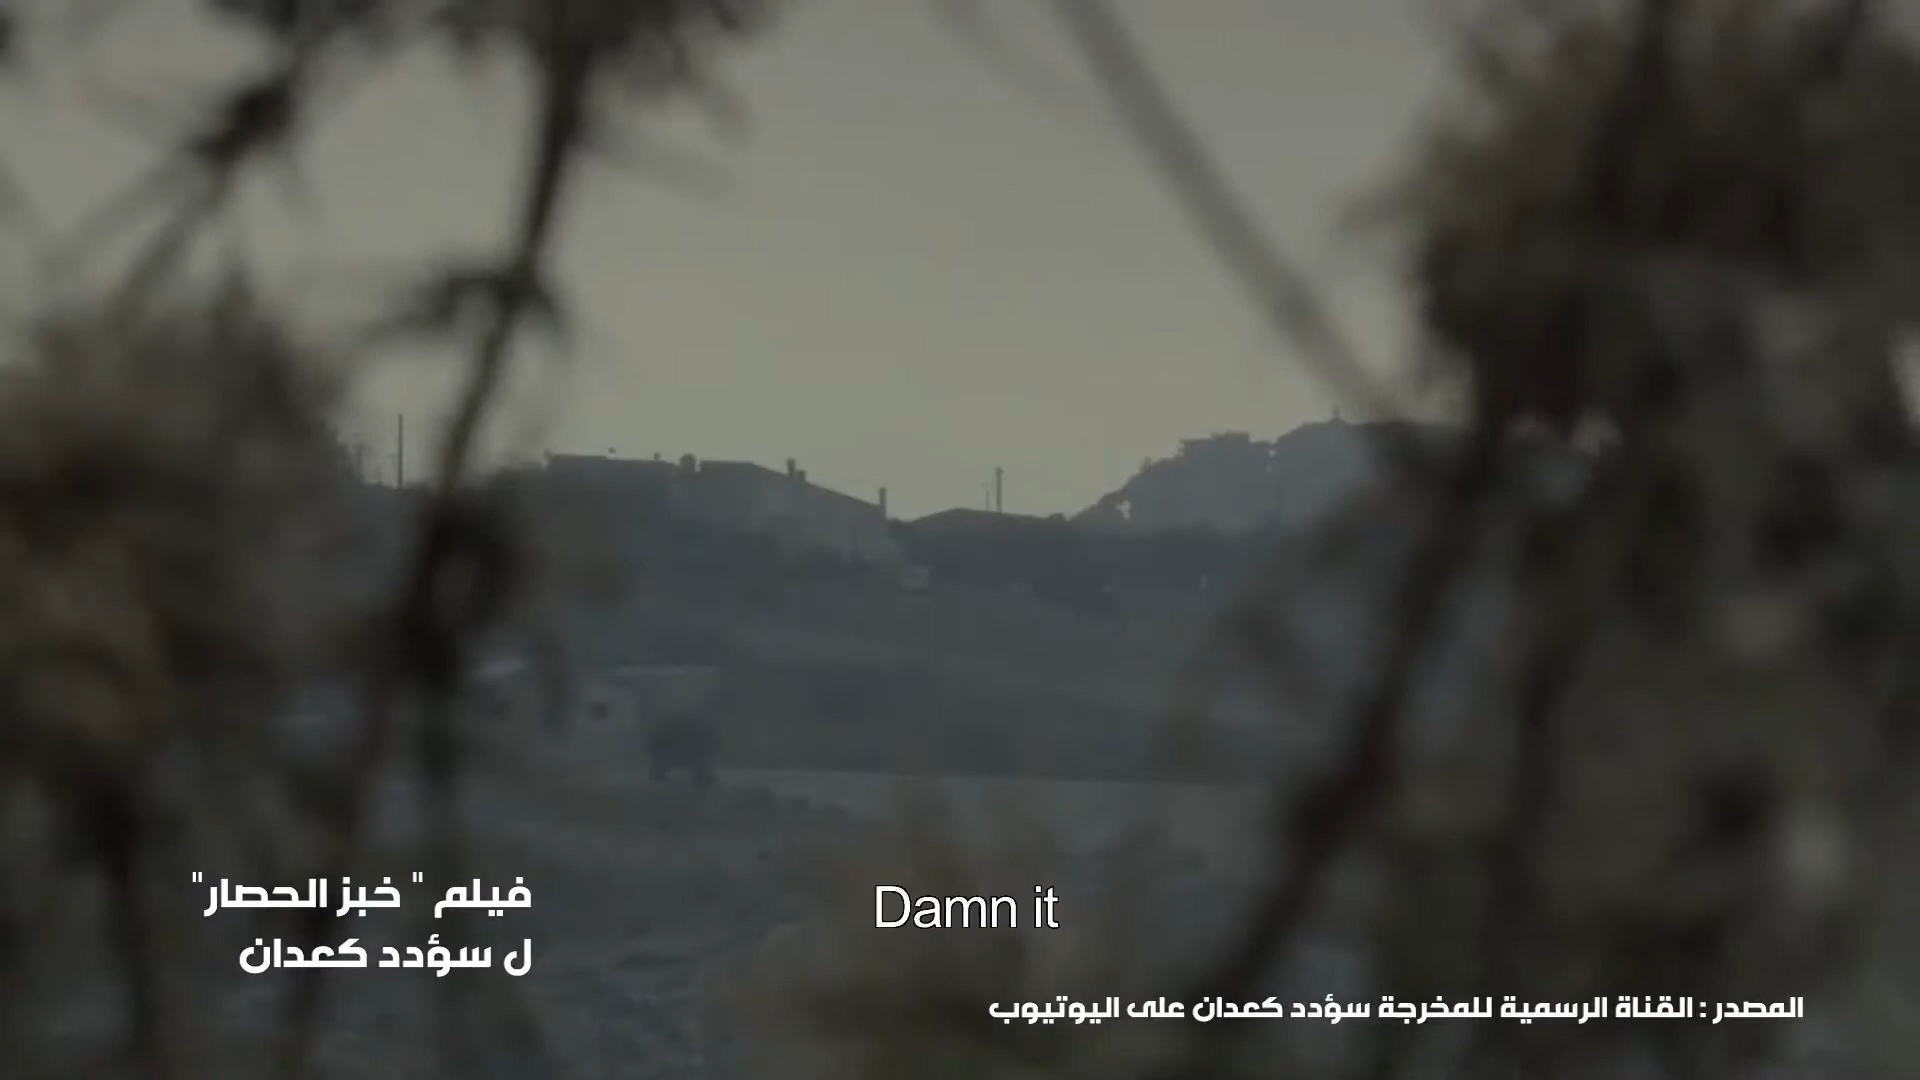 فيلم " خبز الحصار"
ل سؤدد كعدان
Damn it
المصدر : القناة الرسمية للمخرجة سؤدد كعدان على اليوتيوب